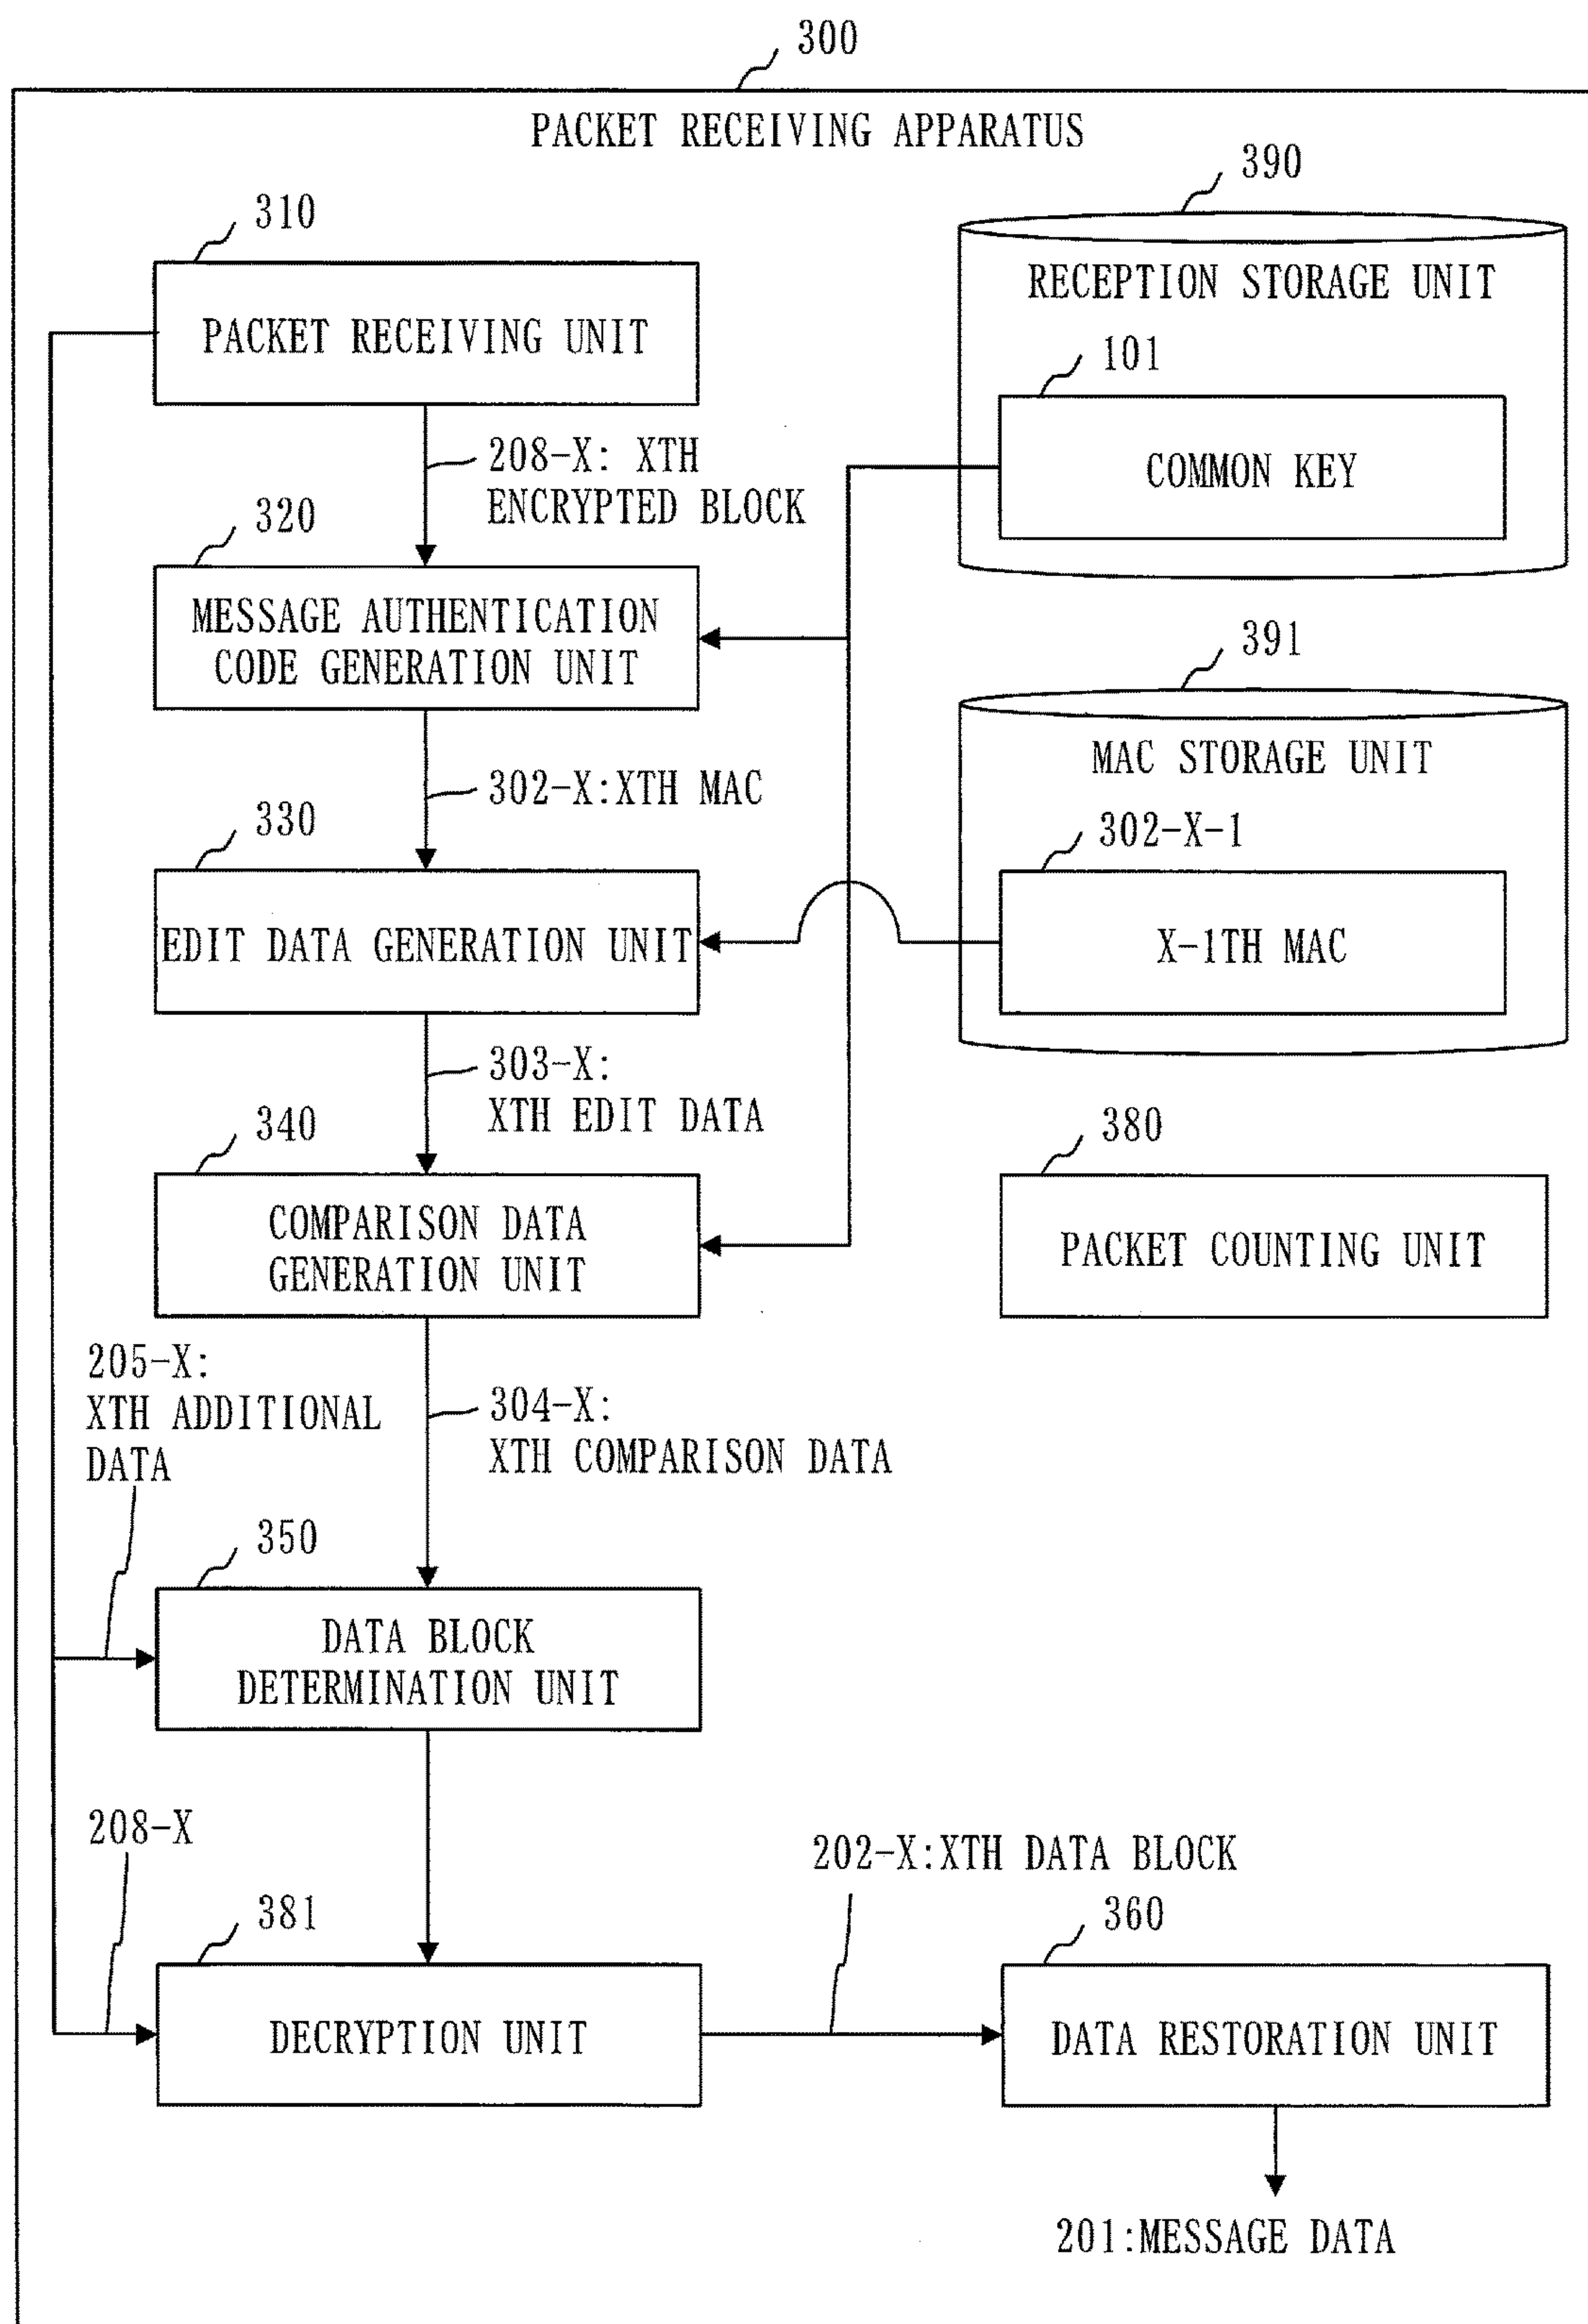 300
PACKET RECEIVING APPARATUS
390
310
RECEPTION STORAGE UNIT
PACKET RECEIVING UNIT
101
COMMON KEY
208-X: XTH
ENCRYPTED BLOCK
320
MESSAGE AUTHENTICATION
CODE GENERATION UNIT
391
MAC STORAGE UNIT
302-X:XTH MAC
330
302-X-1
EDIT DATA GENERATION UNIT
X-1TH MAC
303-X:
XTH EDIT DATA
340
380
COMPARISON DATA
GENERATION UNIT
PACKET COUNTING UNIT
205-X:
XTH ADDITIONAL
DATA
304-X:
XTH COMPARISON DATA
350
DATA BLOCK
DETERMINATION UNIT
208-X
202-X:XTH DATA BLOCK
381
360
DECRYPTION UNIT
DATA RESTORATION UNIT
201:MESSAGE DATA